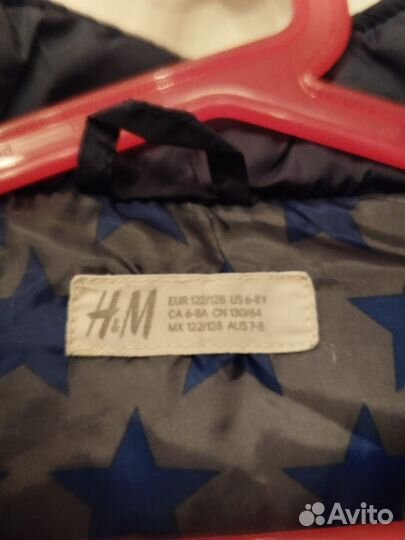 H&M
EUR 122/128 US 6-8Y
CA 6-8A CN 130/64
MX 122/128 AUS 7-8
Avito